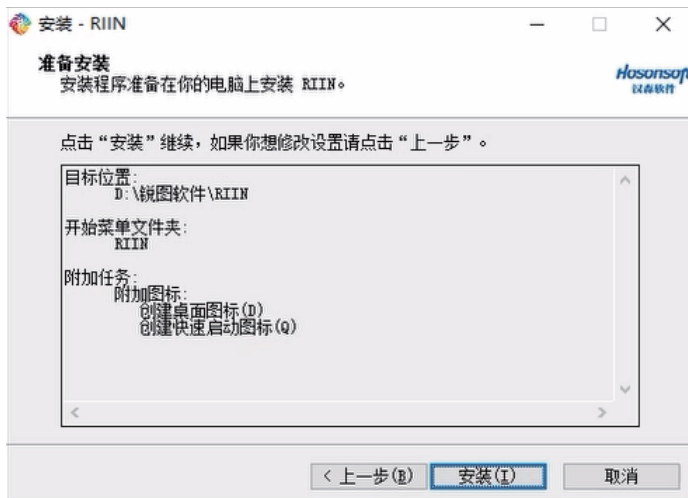 安装 - RIIN
准备安装
安装程序准备在你的电脑上安装 RIIN。
Hosonsoft
汉森软件
点击“安装”继续，如果你想修改设置请点击“上一步”。
目标位置:
D:\锐图软件\RIIN
开始菜单文件夹:
RIIN
附加任务:
附加图标:
创建桌面图标(D)
创建快速启动图标(Q)
< 上一步(B)
安装(I)
取消